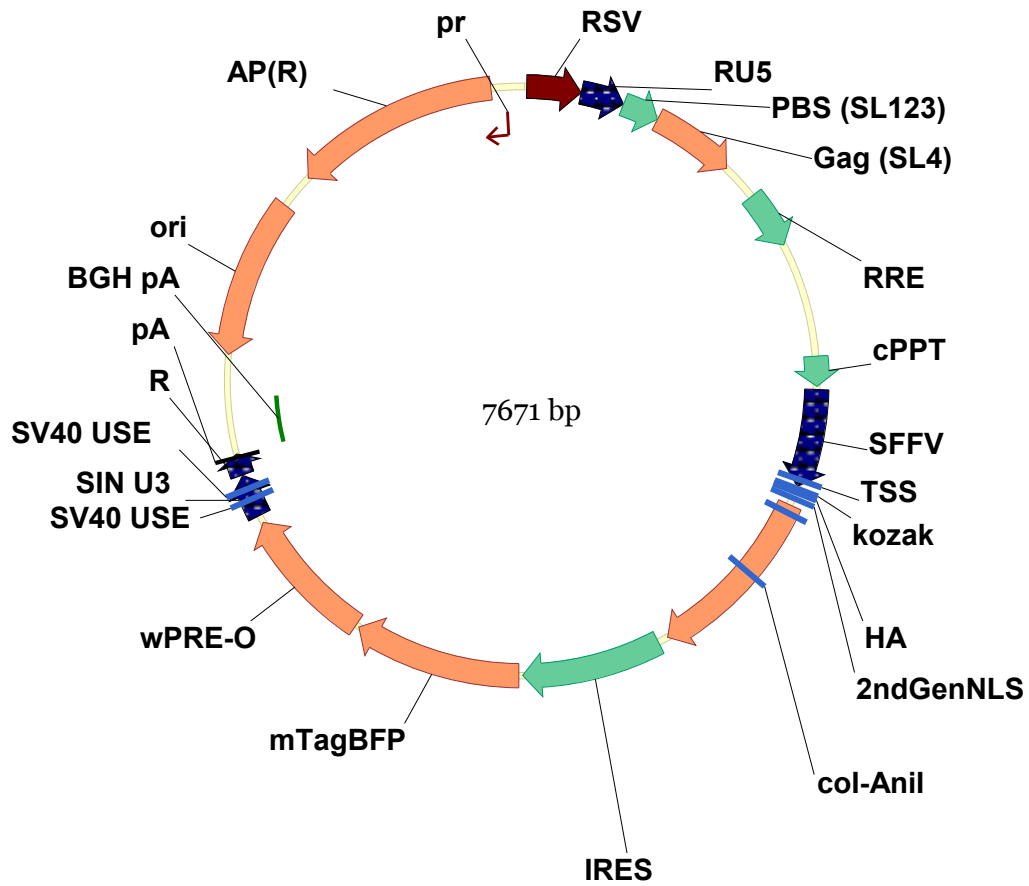 pr
RSV
AP(R)
RU5
PBS (SL123)
Gag (SL4)
ori
BGH pA
RRE
pA
cPPT
R
7671 bp
SV40 USE
SFFV
SIN U3
TSS
SV40 USE
kozak
wPRE-O
HA
2ndGenNLS
mTagBFP
col-AniI
IRES